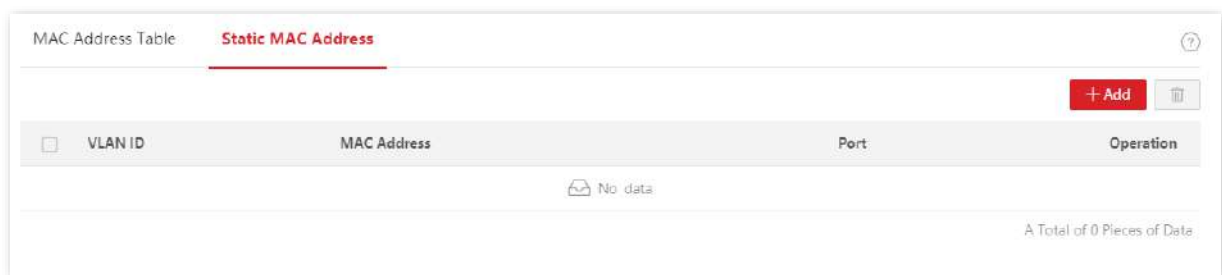 MAC Address Table Static MAC Address ?
+ Add
VLAN ID MAC Address Port Operation
No data
A Total of 0 Pieces of Data